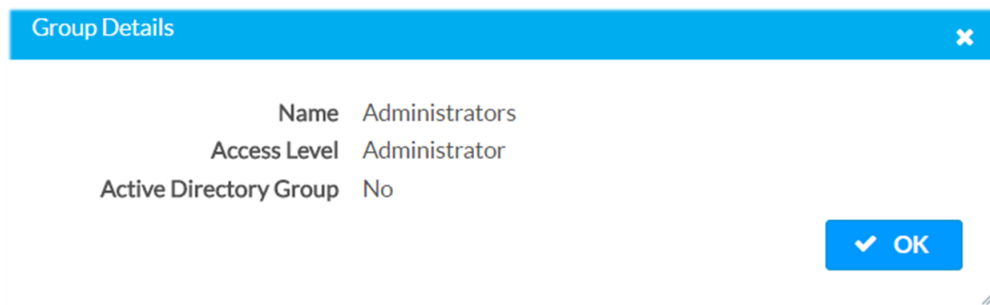 Group Details
Name Administrators
Access Level Administrator
Active Directory Group No
OK